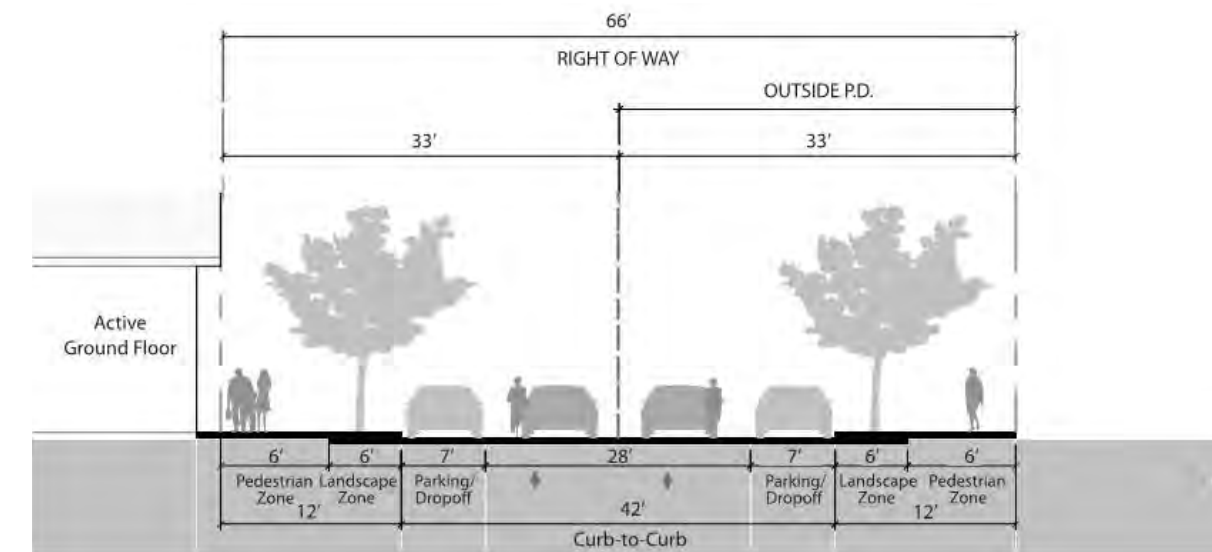 66’
RIGHT OF WAY
OUTSIDE P.D.
33’
33’
Active
Ground Floor
6’
6’
7’
28’
7’
6’
6’
Pedestrian
Zone
Landscape
Zone
Parking/
Dropoff
Parking/
Dropoff
Landscape
Zone
Pedestrian
Zone
12’
42’
12’
Curb-to-Curb